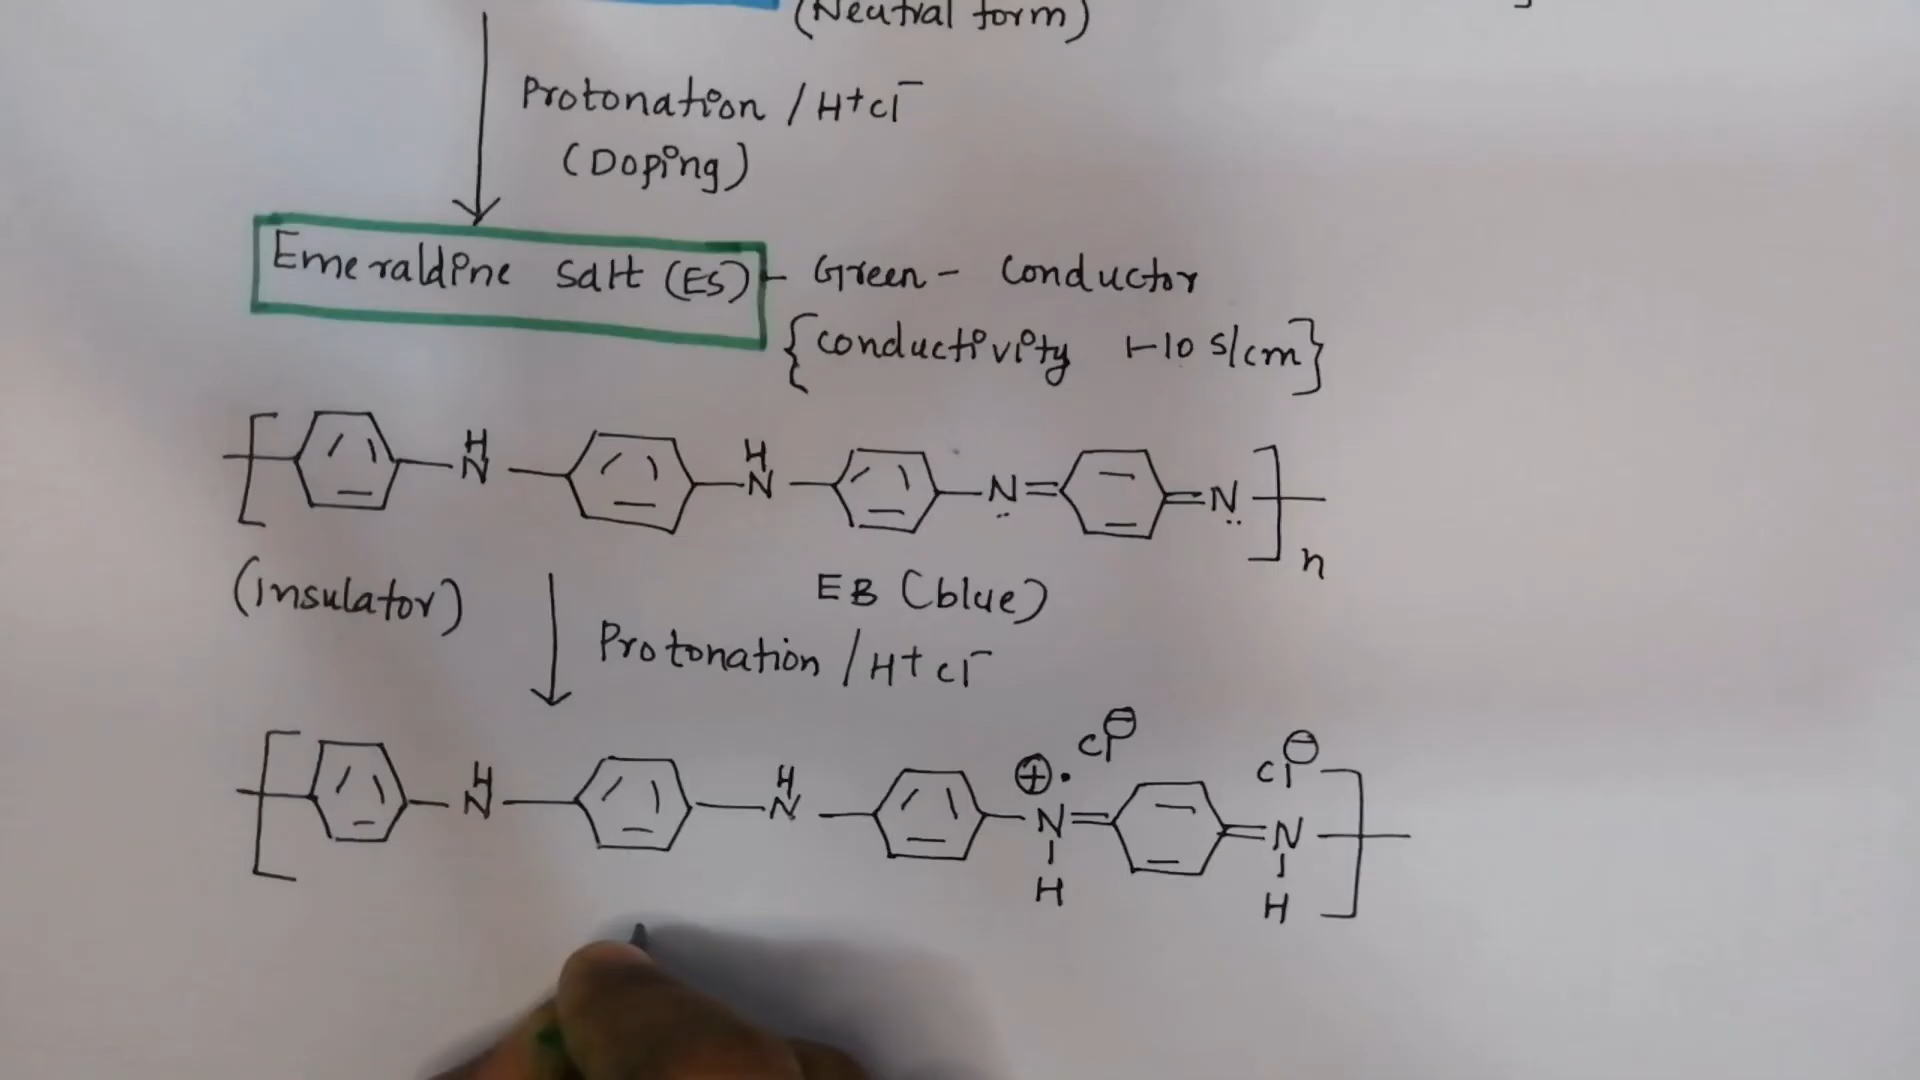 (Neutral form)
Protonation / H+Cl−
(Doping)
Emeraldine Salt (ES) - Green - Conductor
{conductivity 1-10 S/cm}
H H
N N N N
n
(insulator) EB (blue)
Protonation / H+ Cl−
Cl⊖ Cl⊖
H H ⊕•
N N N N
H H